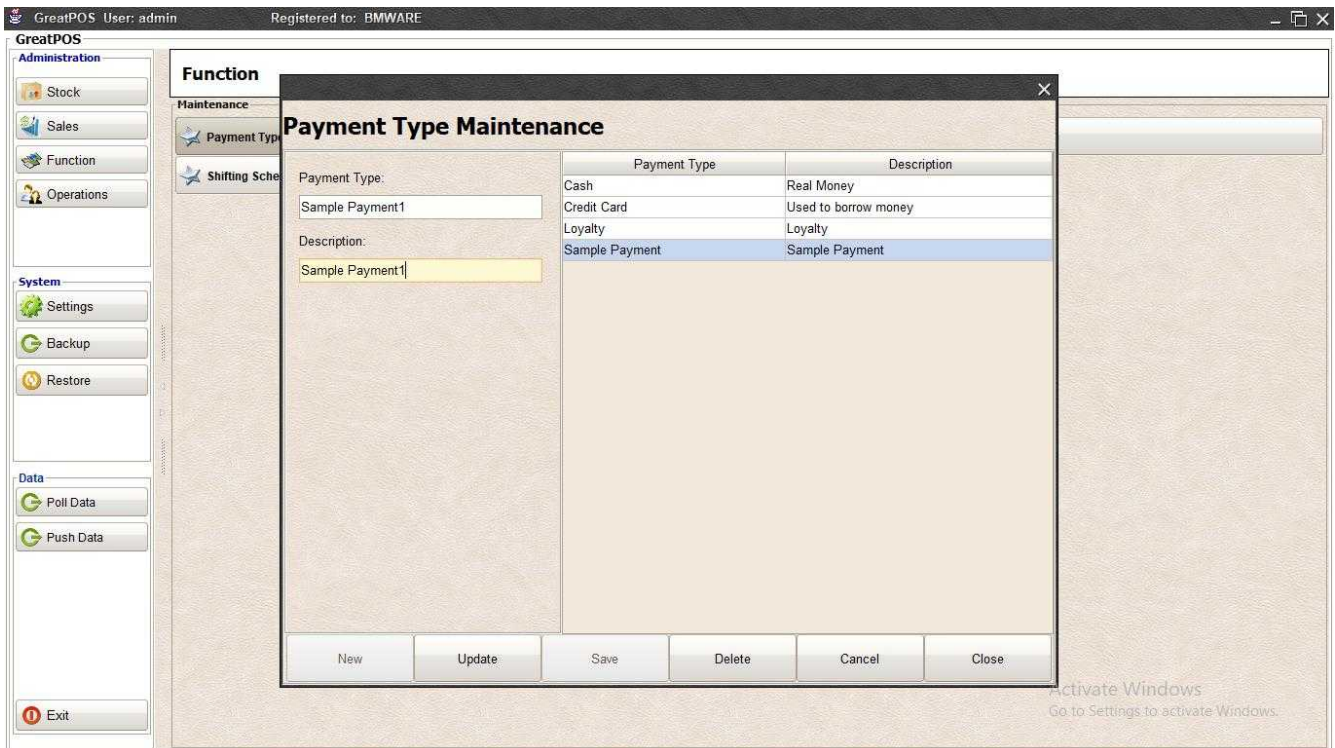 GreatPOS User: admin Registered to: BMWARE
GreatPOS
Administration
Stock
Sales
Function
Operations
System
Settings
Backup
Restore
Data
Poll Data
Push Data
Exit
Function
Maintenance
Payment Typ
Shifting Sche
Payment Type Maintenance
Payment Type:
Sample Payment1
Description:
Sample Payment1
Payment Type Description
Cash Real Money
Credit Card Used to borrow money
Loyalty Loyalty
Sample Payment Sample Payment
New Update Save Delete Cancel Close
Activate Windows
Go to Settings to activate Windows.